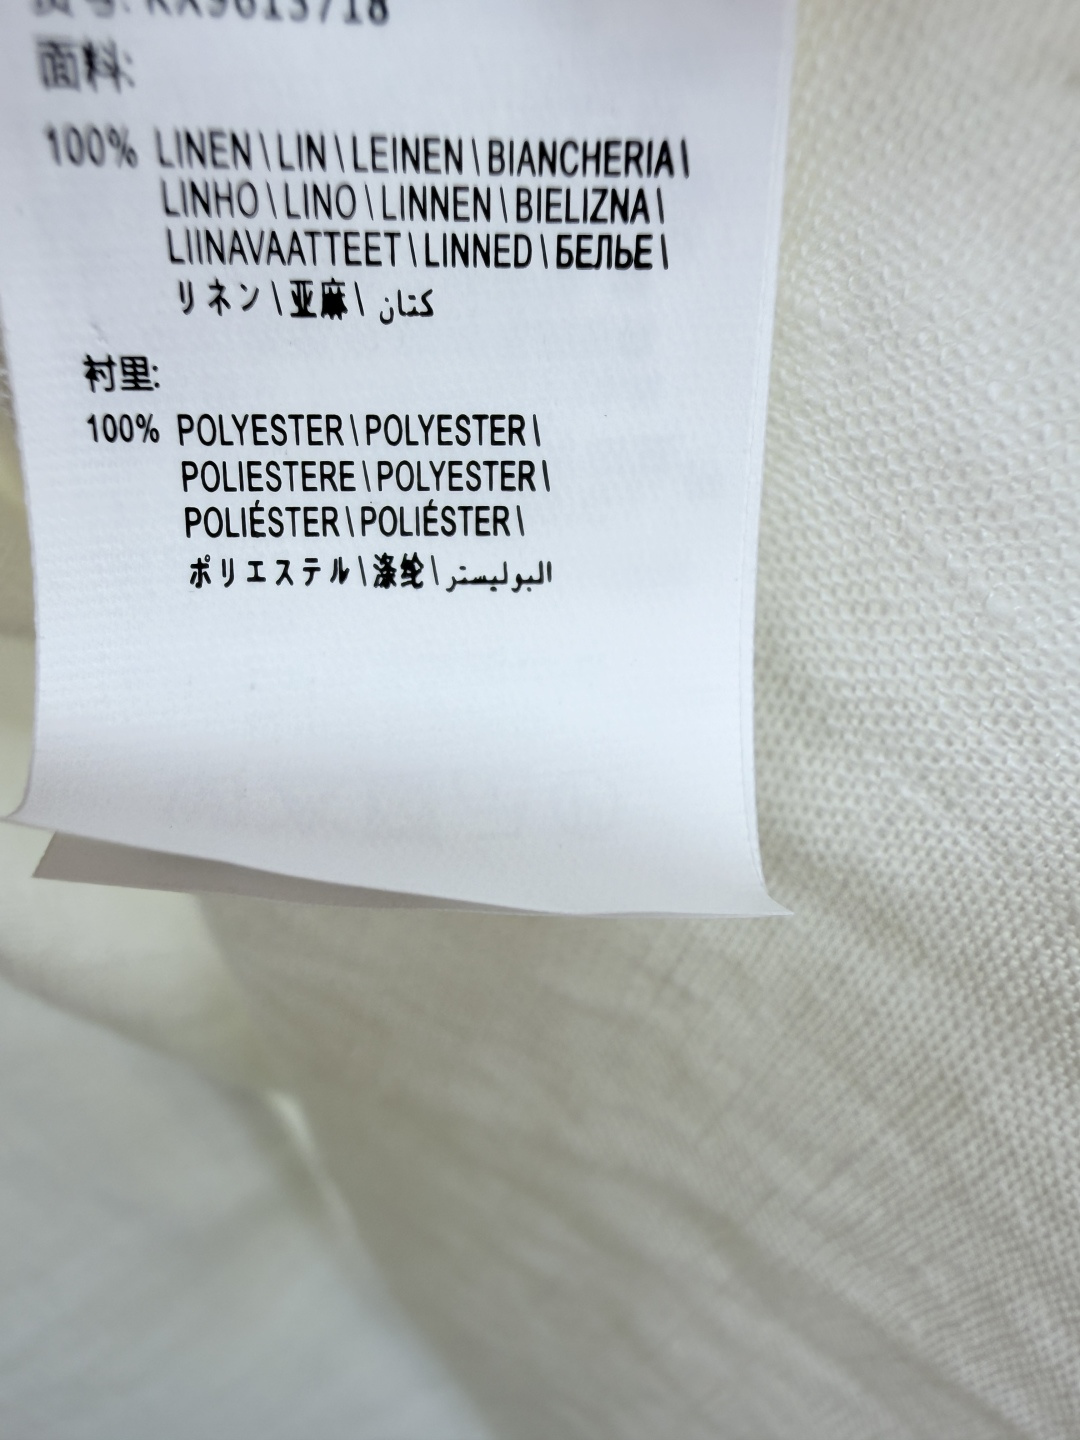 面料:
100% LINEN \ LIN \ LEINEN \ BIANCHERIA \
LINHO \ LINO \ LINNEN \ BIELIZNA \
LIINAVAATTEET \ LINNED \ БЕЛЬЕ \
リネン \ 亚麻 \ كتان
衬里:
100% POLYESTER \ POLYESTER \
POLIESTERE \ POLYESTER \
POLIÉSTER \ POLIÉSTER \
ポリエステル \ 涤纶 \ البوليستر